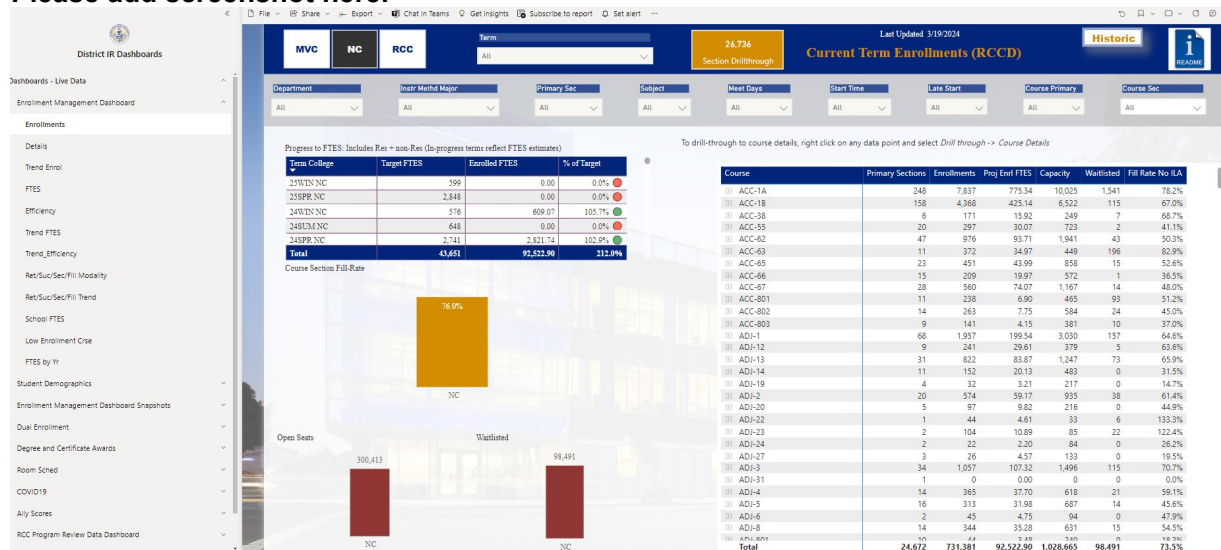 Please add screenshot here:
File Share Export Chat in Teams Get insights Subscribe to report Set alert ...
District IR Dashboards
Dashboards - Live Data
Enrollment Management Dashboard
Enrollments
Details
Trend Enrol
FTES
Efficiency
Trend FTES
Trend_Efficiency
Ret/Suc/Sec/Fill Modality
Ret/Suc/Sec/Fill Trend
School FTES
Low Enrollment Crse
FTES by Yr
Student Demographics
Enrollment Management Dashboard Snapshots
Dual Enrollment
Degree and Certificate Awards
Room Sched
COVID19
Ally Scores
RCC Program Review Data Dashboard
MVC NC RCC
Term
All
26,736
Section Drillthrough
Last Updated 3/19/2024
Current Term Enrollments (RCCD)
Historic
i
README
Department Instr Methd Major Primary Sec Subject Meet Days Start Time Late Start Course Primary Course Sec
All All All All All All All All All
To drill-through to course details, right click on any data point and select Drill through -> Course Details
Progress to FTES: Includes Res + non-Res (In-progress terms reflect FTES estimates)
Term College Target FTES Enrolled FTES % of Target
25WIN NC 599 0.00 0.0%
25SPR NC 2,848 0.00 0.0%
24WIN NC 576 609.07 105.7%
24SUM NC 648 0.00 0.0%
24SPR NC 2,741 2,821.74 102.9%
Total 43,651 92,522.90 212.0%
Course Section Fill-Rate
76.0%
NC
Open Seats
300,413
NC
Waitlisted
98,491
NC
Course Primary Sections Enrollments Proj Enrl FTES Capacity Waitlisted Fill Rate No ILA
ACC-1A 248 7,837 775.34 10,025 1,541 78.2%
ACC-1B 158 4,368 425.14 6,522 115 67.0%
ACC-38 6 171 15.92 249 7 68.7%
ACC-55 20 297 30.07 723 2 41.1%
ACC-62 47 976 93.71 1,941 43 50.3%
ACC-63 11 372 34.97 449 196 82.9%
ACC-65 23 451 43.99 858 15 52.6%
ACC-66 15 209 19.97 572 1 36.5%
ACC-67 28 560 74.07 1,167 14 48.0%
ACC-801 11 238 6.90 465 93 51.2%
ACC-802 14 263 7.75 584 24 45.0%
ACC-803 9 141 4.15 381 10 37.0%
ADJ-1 68 1,957 199.54 3,030 157 64.6%
ADJ-12 9 241 29.61 379 5 63.6%
ADJ-13 31 822 83.87 1,247 73 65.9%
ADJ-14 11 152 20.13 483 0 31.5%
ADJ-19 4 32 3.21 217 0 14.7%
ADJ-2 20 574 59.17 935 38 61.4%
ADJ-20 5 97 9.82 216 0 44.9%
ADJ-22 1 44 4.61 33 6 133.3%
ADJ-23 2 104 10.89 85 22 122.4%
ADJ-24 2 22 2.20 84 0 26.2%
ADJ-27 3 26 4.57 133 0 19.5%
ADJ-3 34 1,057 107.32 1,496 115 70.7%
ADJ-31 1 0 0.00 0 0 0.0%
ADJ-4 14 365 37.70 618 21 59.1%
ADJ-5 16 313 31.98 687 14 45.6%
ADJ-6 2 45 4.75 94 0 47.9%
ADJ-8 14 344 35.28 631 15 54.5%
Total 24,672 731,381 92,522.90 1,028,665 98,491 73.5%